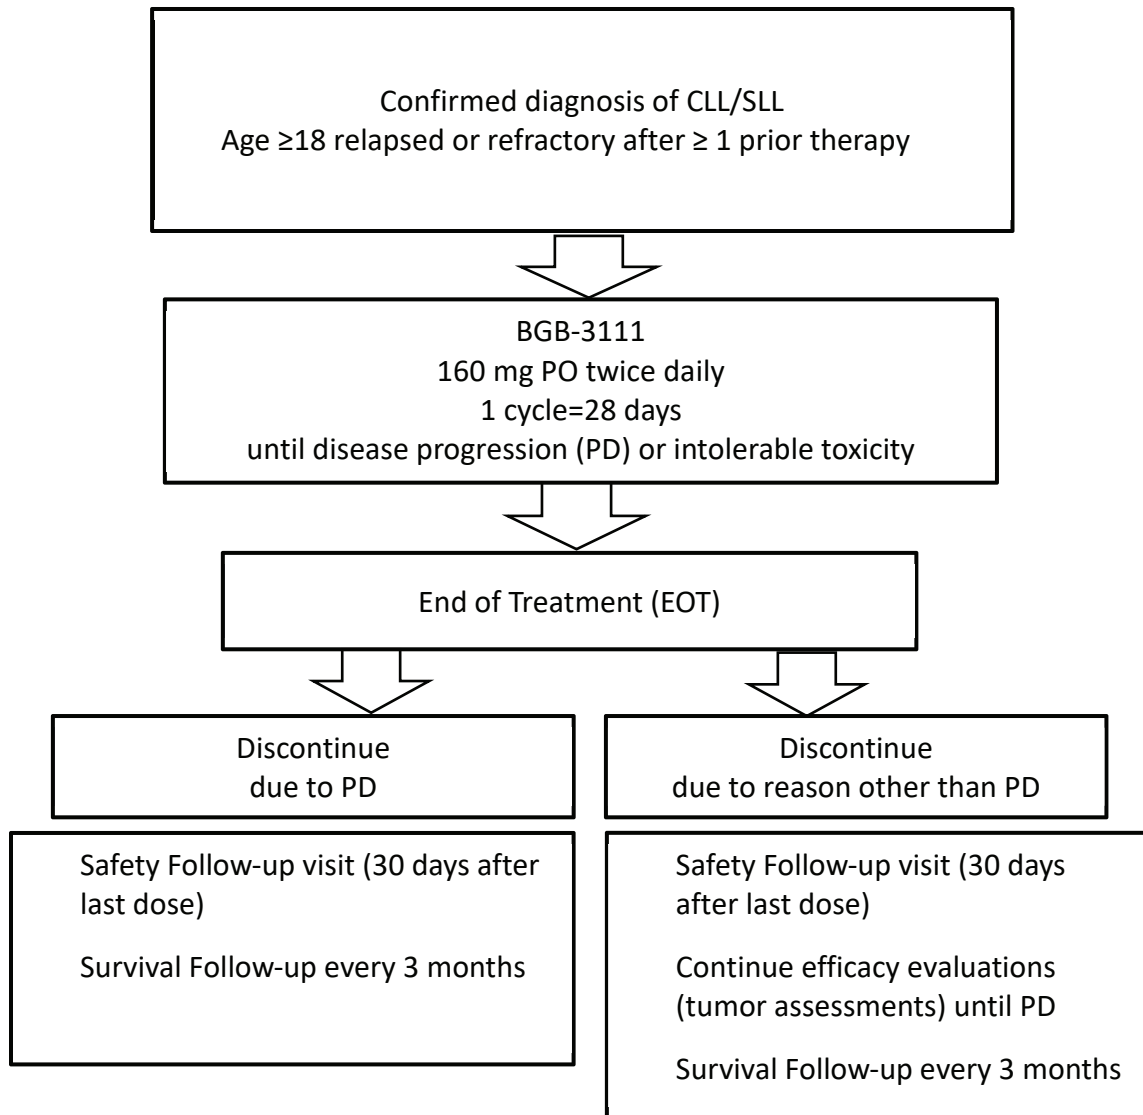 Confirmed diagnosis of CLL/SLL
Age ≥18 relapsed or refractory after ≥ 1 prior therapy
BGB-3111
160 mg PO twice daily
1 cycle=28 days
until disease progression (PD) or intolerable toxicity
End of Treatment (EOT)
Discontinue
due to PD
Safety Follow-up visit (30 days after
last dose)
Survival Follow-up every 3 months
Discontinue
due to reason other than PD
Safety Follow-up visit (30 days
after last dose)
Continue efficacy evaluations
(tumor assessments) until PD
Survival Follow-up every 3 months